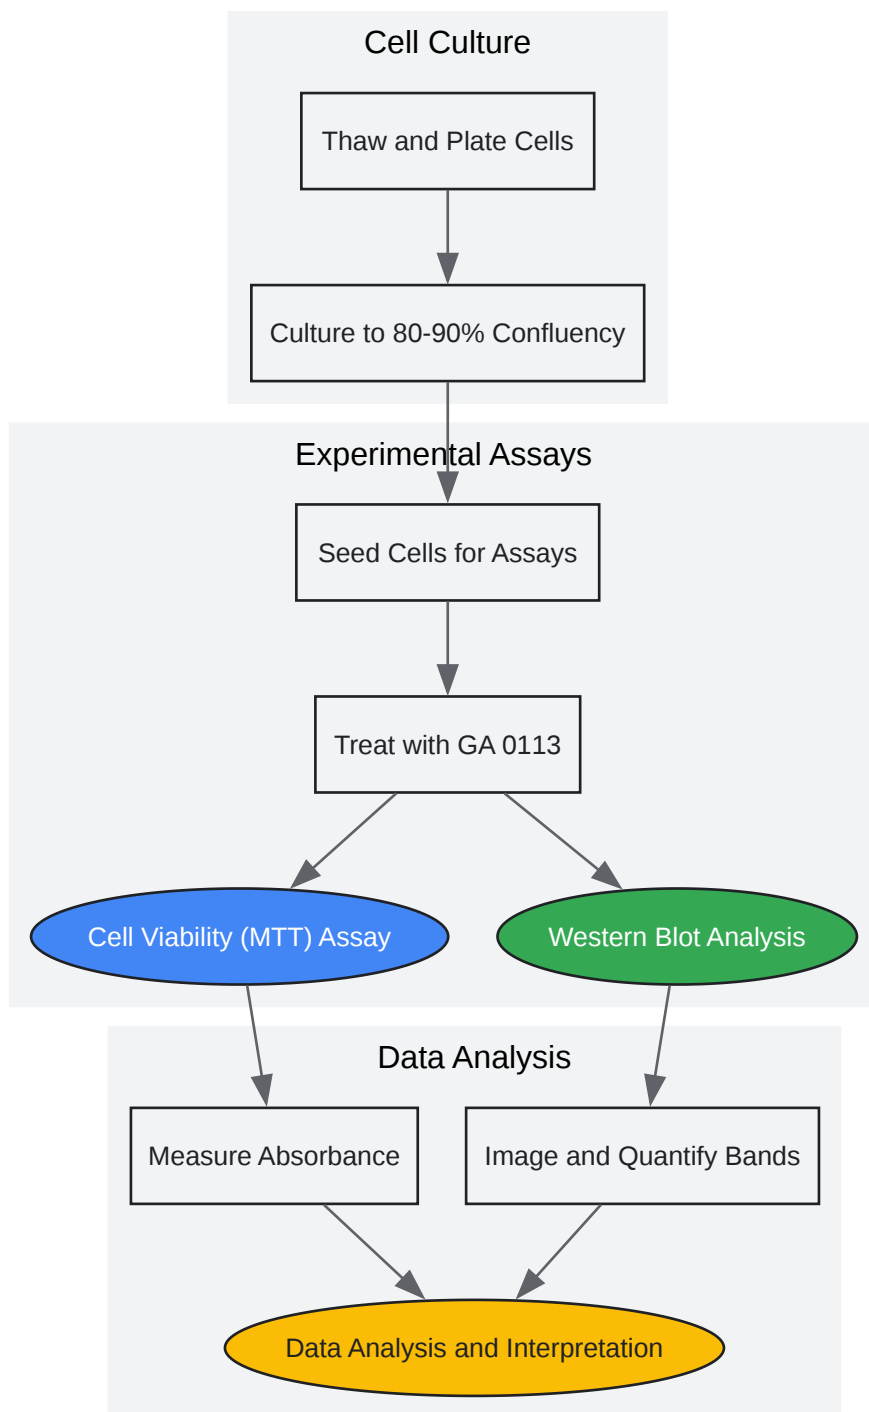 Cell Culture
Thaw and Plate Cells
Culture to 80-90% Confluency
Experimental Assays
Seed Cells for Assays
Treat with GA 0113
Cell Viability (MTT) Assay
Western Blot Analysis
Data Analysis
Measure Absorbance
Image and Quantify Bands
Data Analysis and Interpretation